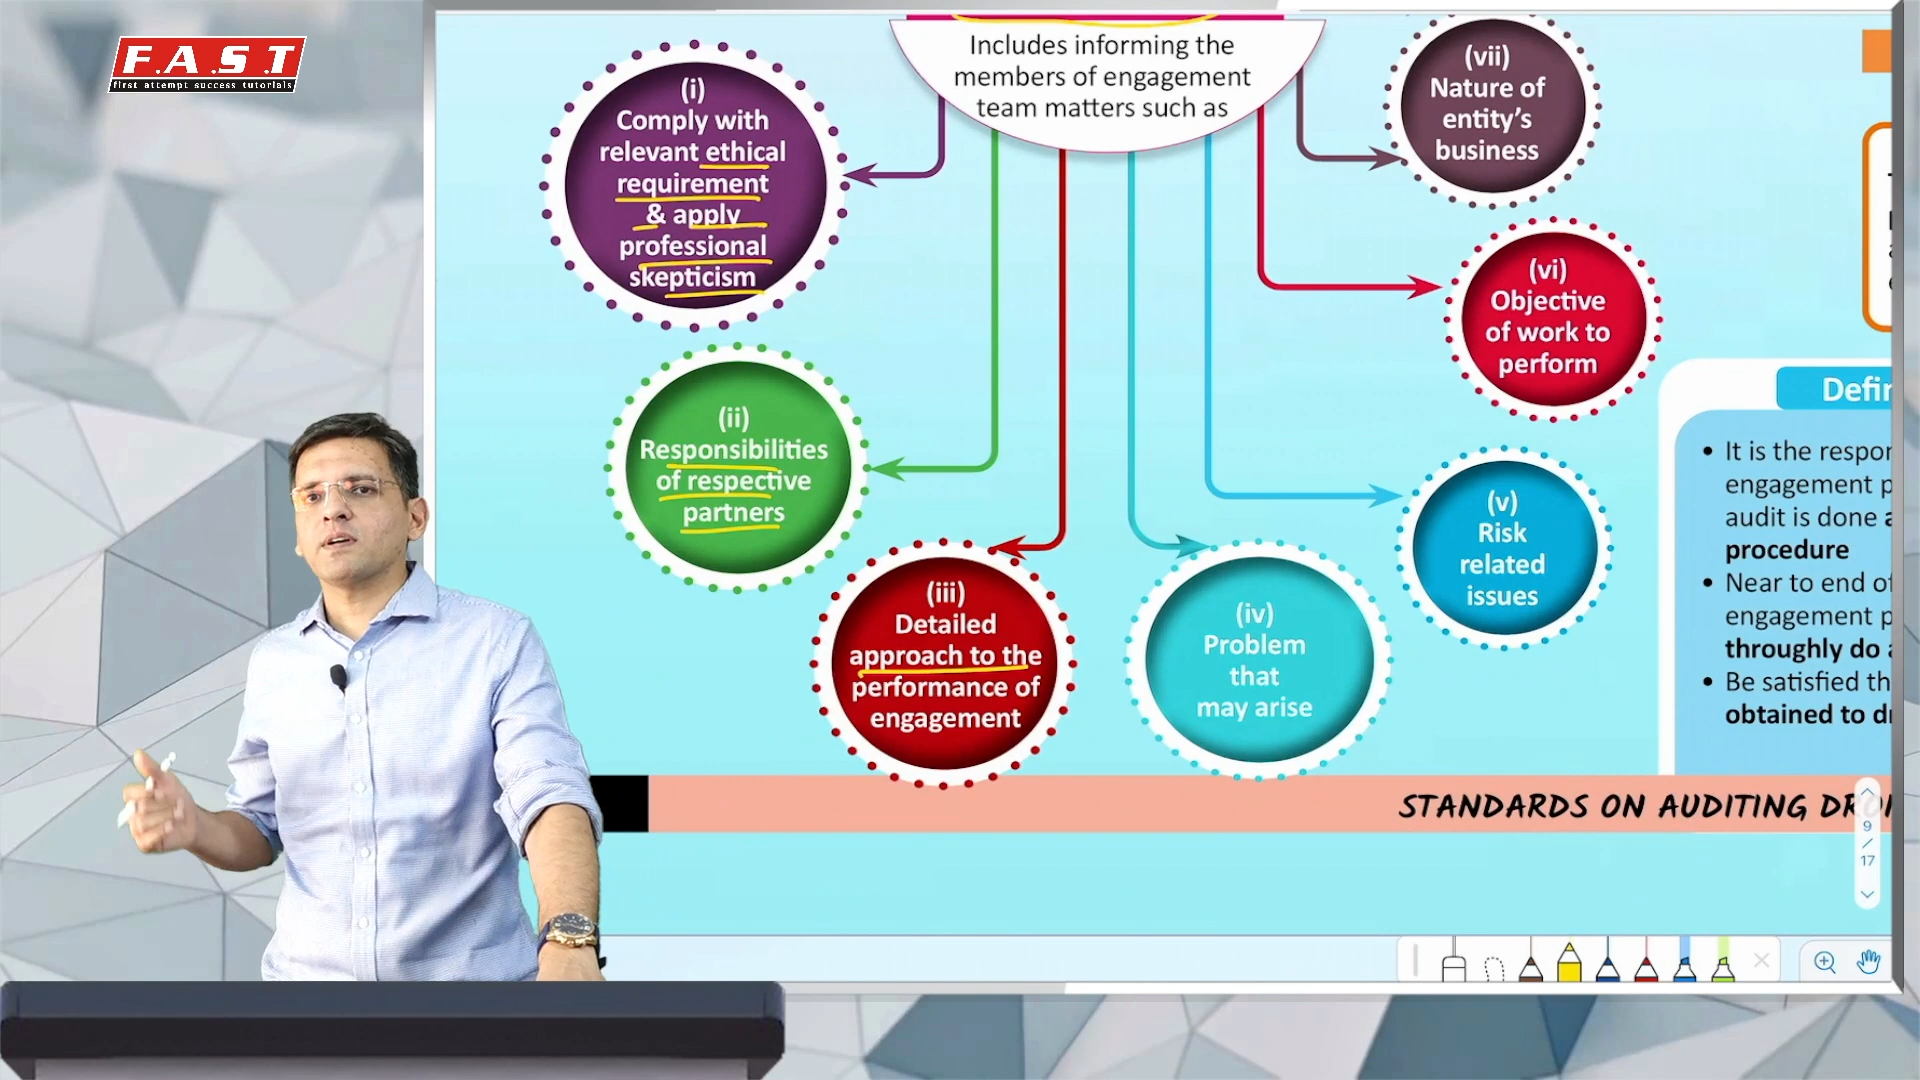 F.A.S.T
first attempt success tutorials
Includes informing the
members of engagement
team matters such as
(i)
Comply with
relevant ethical
requirement
& apply
professional
skepticism
(ii)
Responsibilities
of respective
partners
(iii)
Detailed
approach to the
performance of
engagement
(iv)
Problem
that
may arise
(v)
Risk
related
issues
(vi)
Objective
of work to
perform
(vii)
Nature of
entity's
business
Defin
• It is the respon
engagement p
audit is done a
procedure
• Near to end of
engagement p
throughly do a
• Be satisfied th
obtained to dr
STANDARDS ON AUDITING DRO
9
/
17